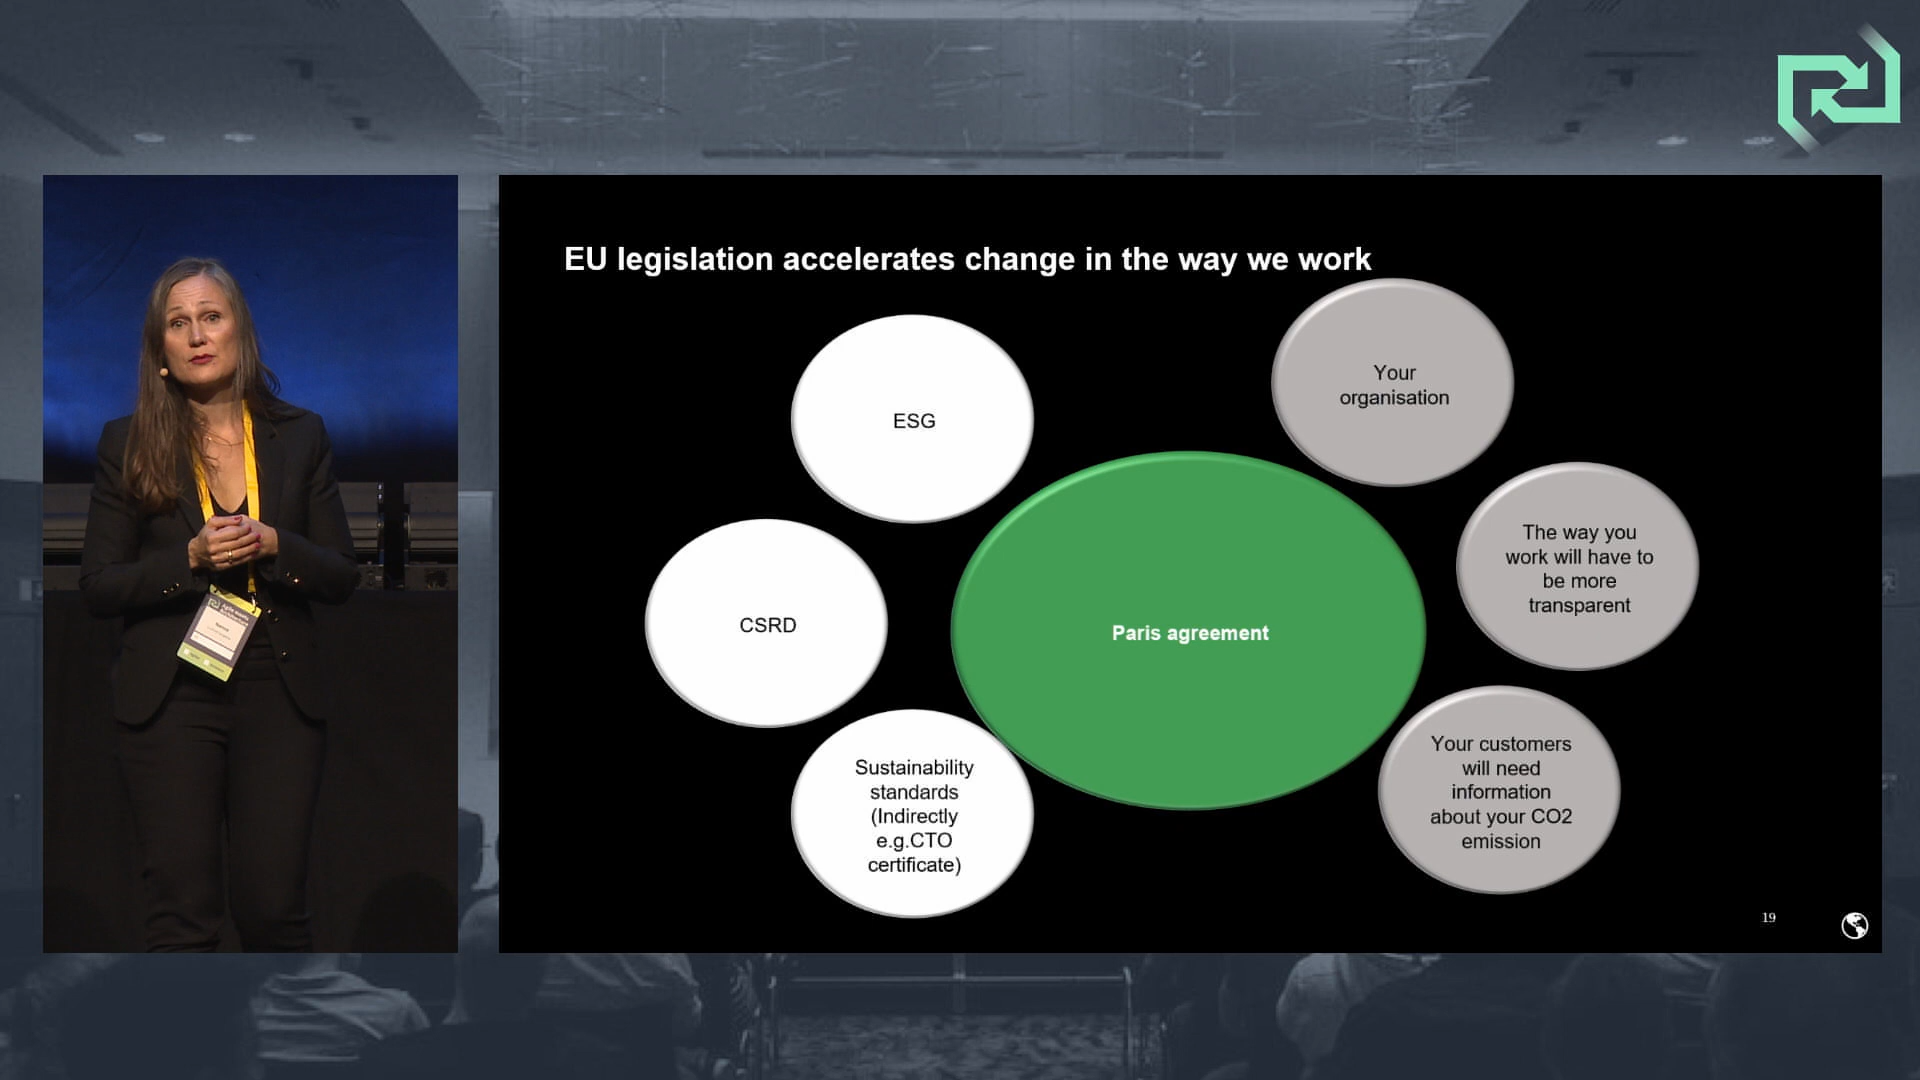 EU legislation accelerates change in the way we work
ESG
CSRD
Sustainability
standards
(Indirectly
e.g.CTO
certificate)
Paris agreement
Your
organisation
The way you
work will have to
be more
transparent
Your customers
will need
information
about your CO2
emission
19